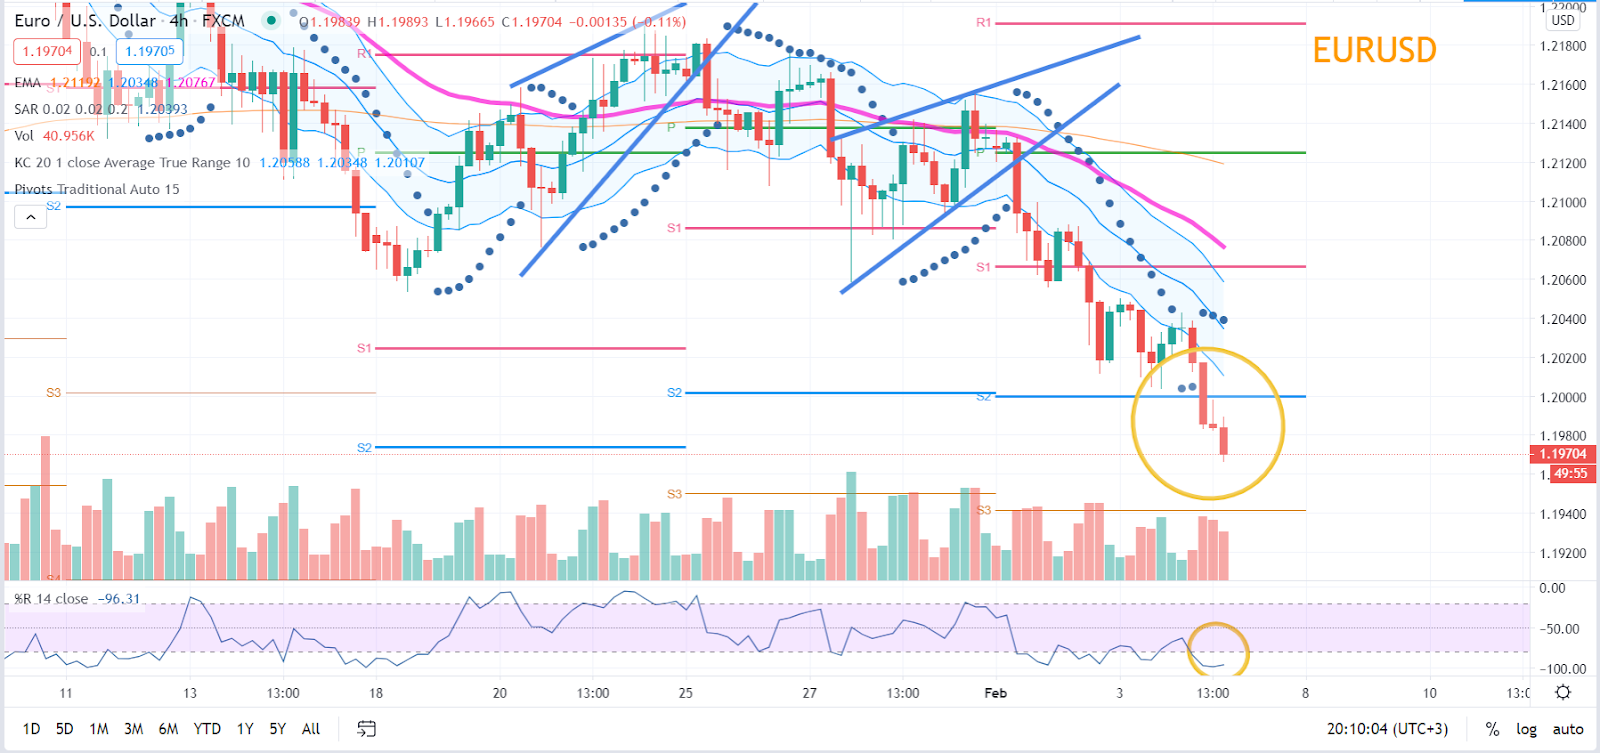 Euro / U.S. Dollar · 4h · FXCM O1.19839 H1.19893 L1.19665 C1.19704 −0.00135 (−0.11%)
1.19704 0.1 1.19705
EMA 1.21192 1.20348 1.20767
SAR 0.02 0.02 0.2 1.20393
Vol 40.956K
KC 20 1 close Average True Range 10 1.20588 1.20348 1.20107
Pivots Traditional Auto 15
EURUSD
R1
R1
S1
P
P
P
S2
S1
S1
S1
S3
S2
S2
S2
S3
S3
S4
USD
1.22000
1.21800
1.21600
1.21400
1.21200
1.21000
1.20800
1.20600
1.20400
1.20200
1.20000
1.19800
1.19704
49:55
1.19400
1.19200
%R 14 close −96.31
0.00
−50.00
−100.00
11 13 13:00 18 20 13:00 25 27 13:00 Feb 3 13:00 8 10
1D 5D 1M 3M 6M YTD 1Y 5Y All
20:10:04 (UTC+3) % log auto